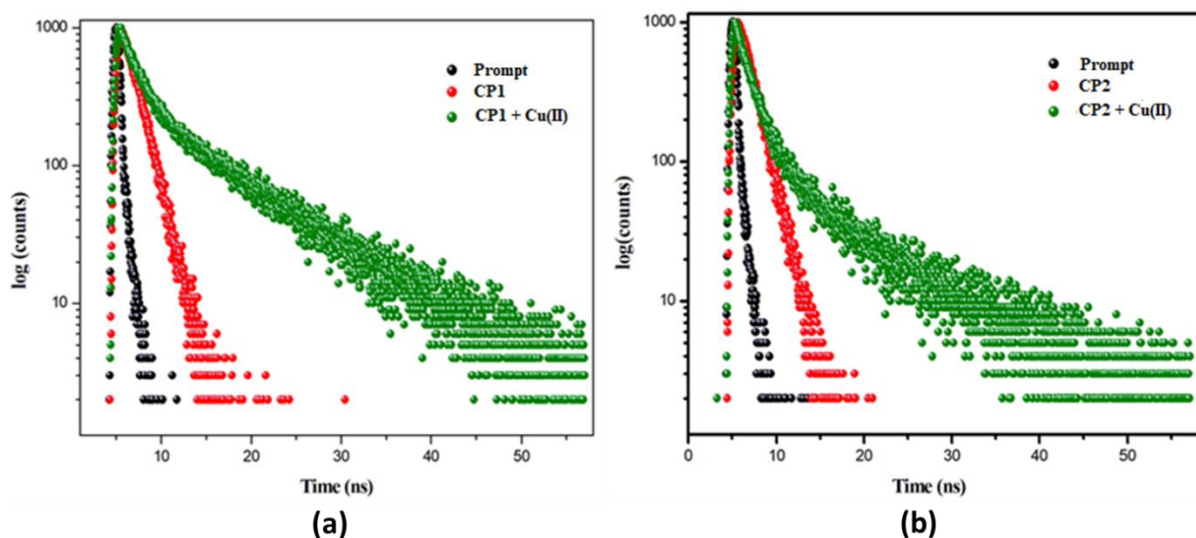 1000
100
10
log (counts)
Prompt
CP1
CP1 + Cu(II)
10
20
30
40
50
Time (ns)
(a)
1000
100
10
log(counts)
Prompt
CP2
CP2 + Cu(II)
0
10
20
30
40
50
Time (ns)
(b)